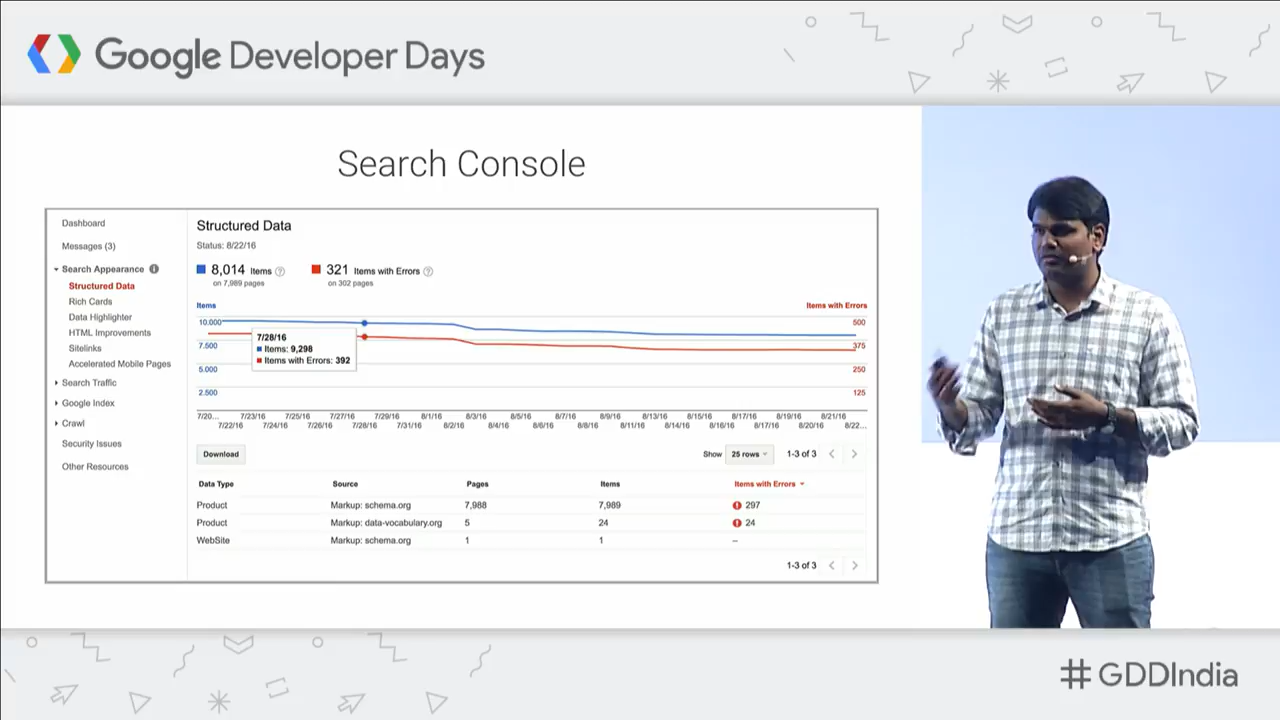 Google Developer Days
Search Console
Dashboard
Messages (3)
Search Appearance
Structured Data
Rich Cards
Data Highlighter
HTML Improvements
Sitelinks
Accelerated Mobile Pages
Search Traffic
Google Index
Crawl
Security Issues
Other Resources
Structured Data
Status: 8/22/16
8,014 Items
on 7,989 pages
321 Items with Errors
on 302 pages
Items Items with Errors
10.000 500
7.500 375
5.000 250
2.500 125
7/28/16
Items: 9,298
Items with Errors: 392
7/20... 7/23/16 7/25/16 7/27/16 7/29/16 8/1/16 8/3/16 8/5/16 8/7/16 8/9/16 8/13/16 8/15/16 8/17/16 8/19/16 8/21/16
7/22/16 7/24/16 7/26/16 7/28/16 7/31/16 8/2/16 8/4/16 8/6/16 8/8/16 8/11/16 8/14/16 8/16/16 8/17/16 8/20/16 8/22...
Download Show 25 rows 1-3 of 3
Data Type Source Pages Items Items with Errors
Product Markup: schema.org 7,988 7,989 297
Product Markup: data-vocabulary.org 5 24 24
WebSite Markup: schema.org 1 1 –
1-3 of 3
#GDDIndia